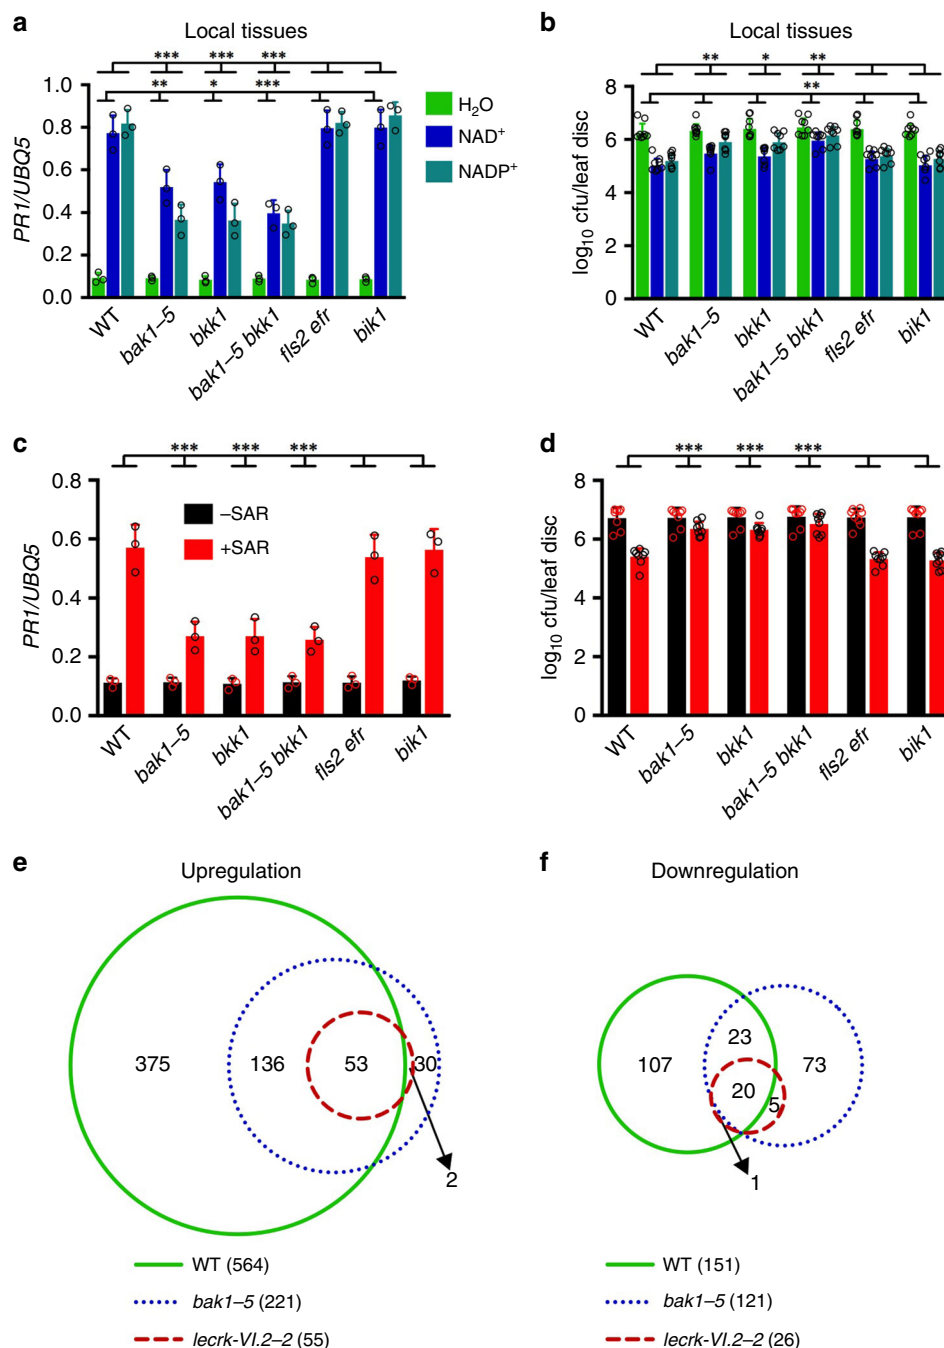 a
Local tissues
*** *** ***
** * ***
PR1/UBQ5
1.0
0.8
0.6
0.4
0.2
0.0
H2O
NAD+
NADP+
WT
bak1–5
bkk1
bak1–5 bkk1
fls2 efr
bik1
b
Local tissues
** * **
**
log10 cfu/leaf disc
8
6
4
2
0
WT
bak1–5
bkk1
bak1–5 bkk1
fls2 efr
bik1
c
*** *** ***
PR1/UBQ5
0.8
0.6
0.4
0.2
0.0
–SAR
+SAR
WT
bak1–5
bkk1
bak1–5 bkk1
fls2 efr
bik1
d
*** *** ***
log10 cfu/leaf disc
8
6
4
2
0
WT
bak1–5
bkk1
bak1–5 bkk1
fls2 efr
bik1
e
Upregulation
375 136 53 30
2
WT (564)
bak1–5 (221)
lecrk-VI.2–2 (55)
f
Downregulation
23
107 73
20 5
1
WT (151)
bak1–5 (121)
lecrk-VI.2–2 (26)